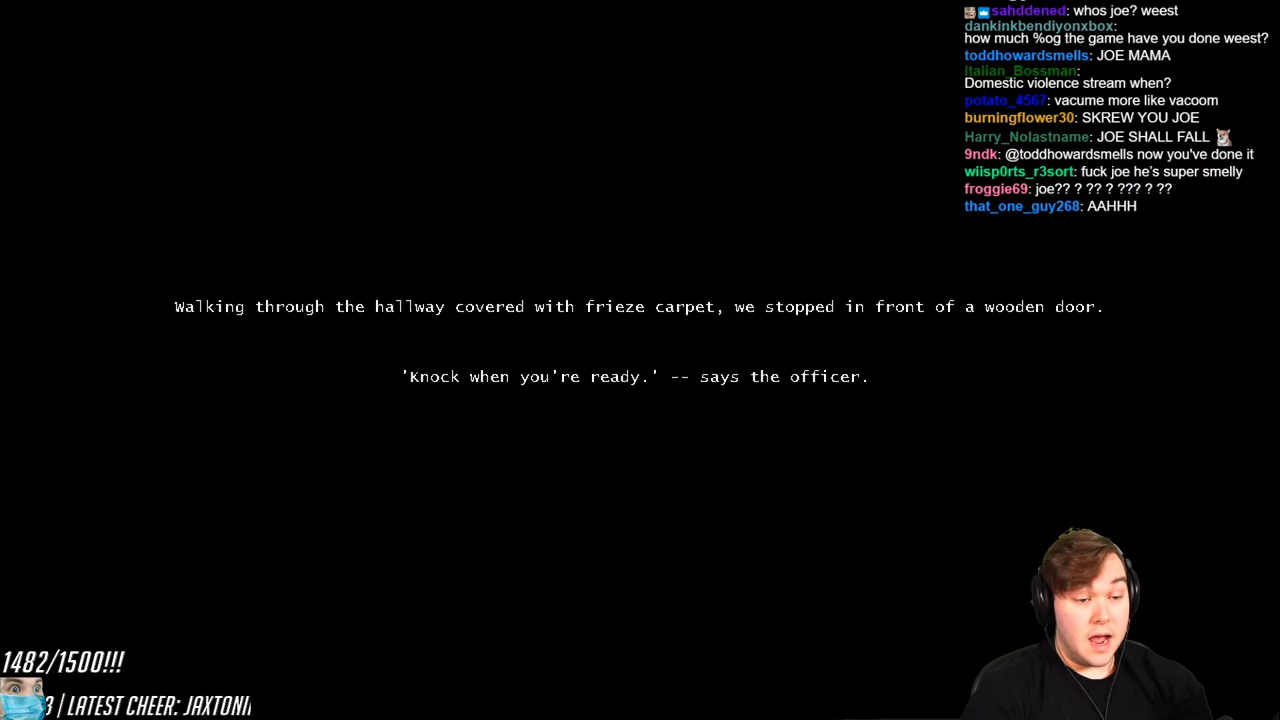 sahddened: whos joe? weest
dankinkbendiyonxbox:
how much %og the game have you done weest?
toddhowardsmells: JOE MAMA
Italian_Bossman:
Domestic violence stream when?
potato_4567: vacume more like vacoom
burningflower30: SKREW YOU JOE
Harry_Nolastname: JOE SHALL FALL
9ndk: @toddhowardsmells now you've done it
wiisp0rts_r3sort: fuck joe he's super smelly
froggie69: joe?? ? ?? ? ??? ? ??
that_one_guy268: AAHHH
Walking through the hallway covered with frieze carpet, we stopped in front of a wooden door.
'Knock when you're ready.' -- says the officer.
1482/1500!!!
3 | LATEST CHEER: JAXTONI